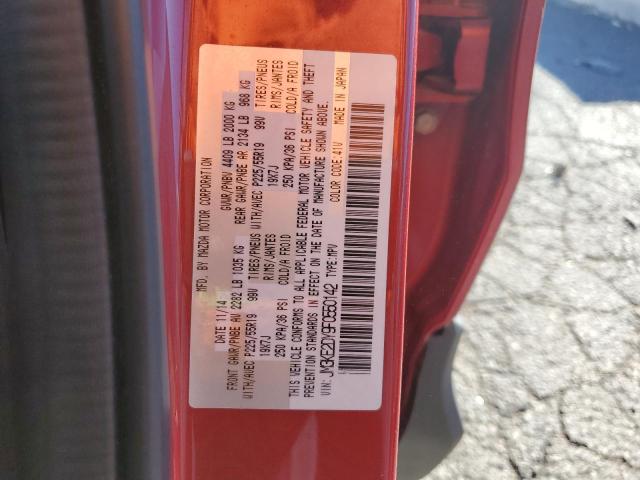 MFD. BY MAZDA MOTOR CORPORATION
DATE 11/14 GVWR/PNBV 4409 LB 2000 KG
FRONT GAWR/PNBE AV 2282 LB 1035 KG REAR GAWR/PNBE AR 2134 LB 968 KG
WITH/AVEC P225/55R19 99V TIRES/PNEUS WITH/AVEC P225/55R19 99V TIRES/PNEUS
19X7J RIMS/JANTES 19X7J RIMS/JANTES
250 KPA/36 PSI COLD/A FROID 250 KPA/36 PSI COLD/A FROID
THIS VEHICLE CONFORMS TO ALL APPLICABLE FEDERAL MOTOR VEHICLE SAFETY AND THEFT
PREVENTION STANDARDS IN EFFECT ON THE DATE OF MANUFACTURE SHOWN ABOVE.
VIN: JM3KE2DY9F0550142 TYPE:MPV COLOR CODE:41V MADE IN JAPAN